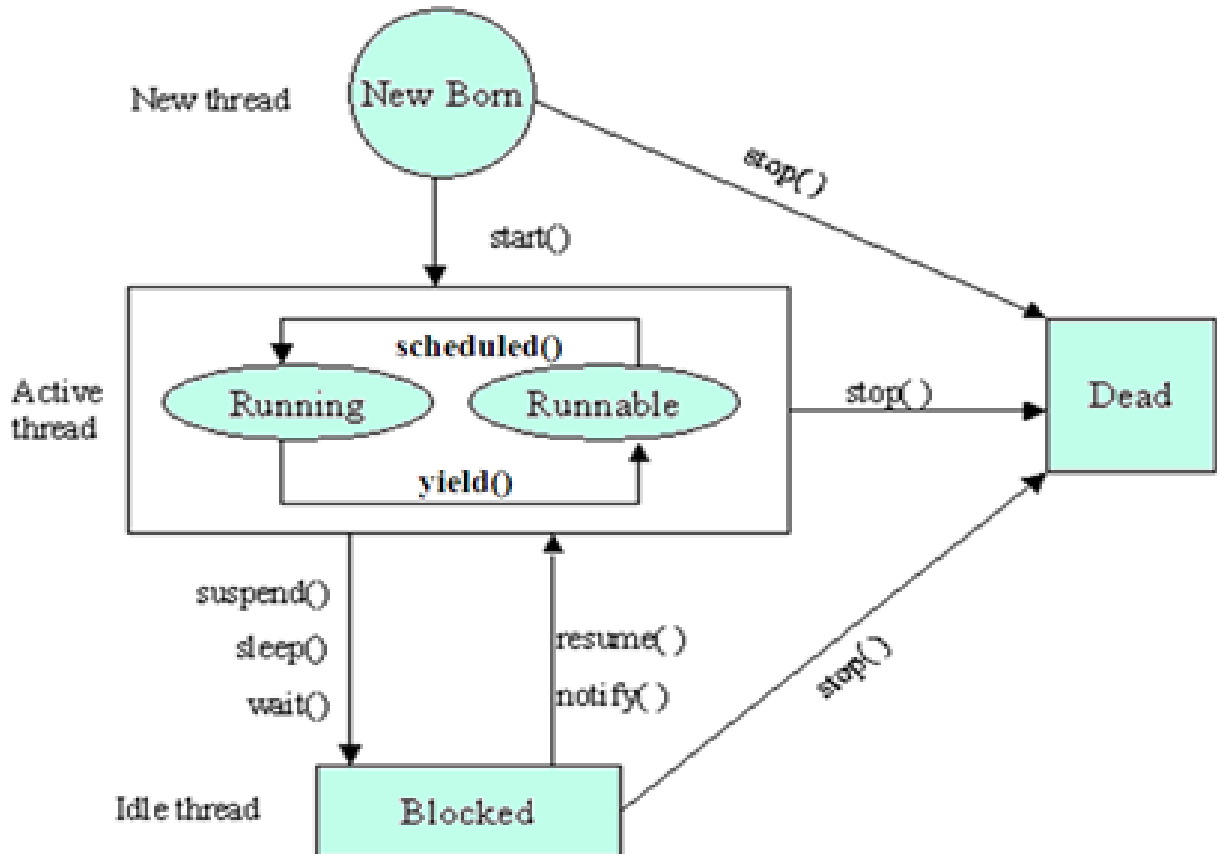 New thread
New Born
stop()
start()
scheduled()
Active
thread
Running
Runnable
stop()
Dead
yield()
suspend()
sleep()
resume( )
stop()
wait()
notify( )
Idle thread
Blocked